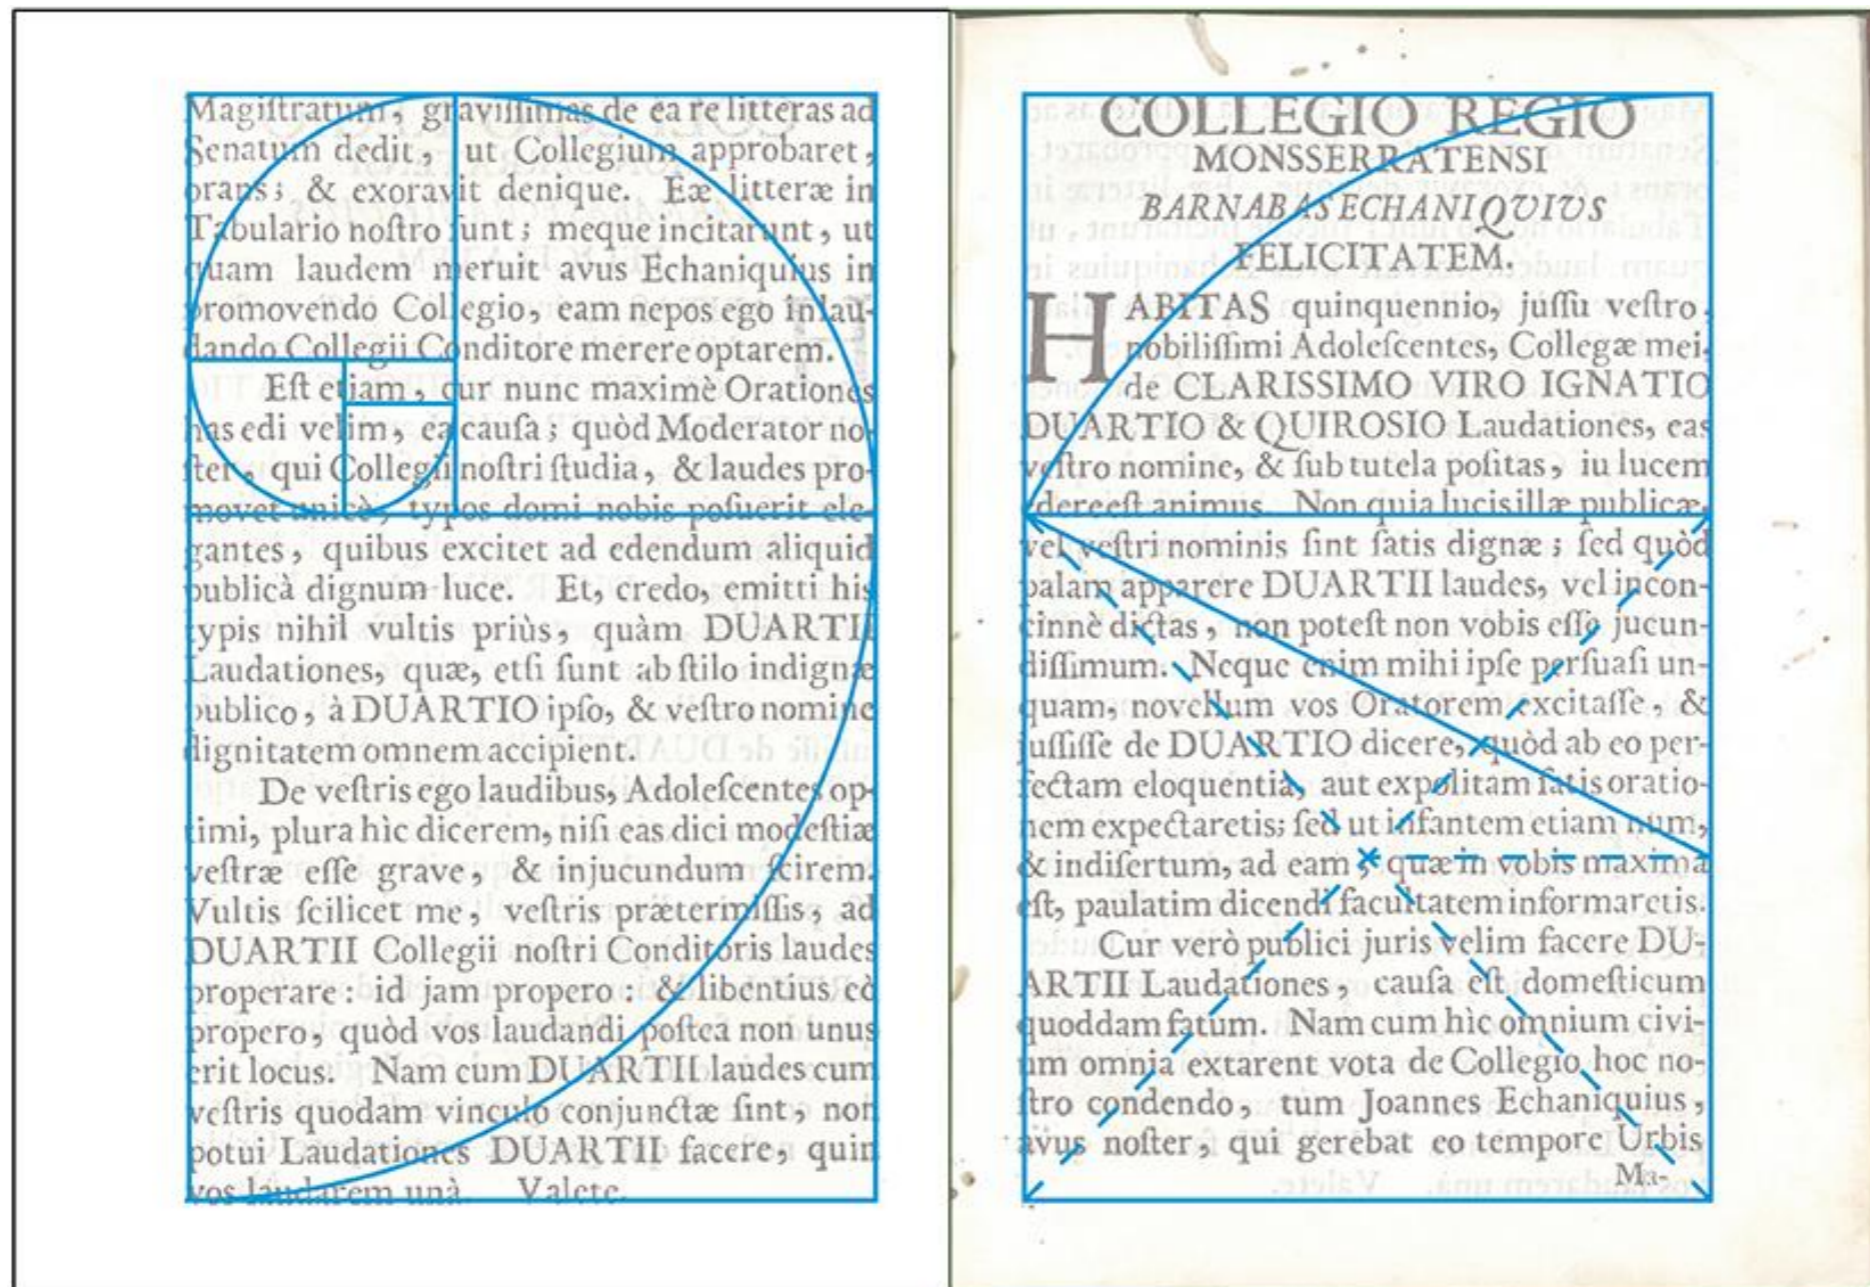 Magiſtratum, graviſſimas de ea re litteras ad
Senatum dedit, ut Collegium approbaret,
orans; & exoravit denique. Eæ litteræ in
Tabulario noſtro ſunt; meque incitarunt, ut
quam laudem meruit avus Echaniquius in
promovendo Collegio, eam nepos ego in lau-
dando Collegii Conditore merere optarem.
Eſt etiam, cur nunc maximè Orationes
has edi velim, ea cauſa; quòd Moderator no-
ſter, qui Collegii noſtri ſtudia, & laudes pro-
movet unicè, typos domi nobis poſuerit ele-
gantes, quibus excitet ad edendum aliquid
publicà dignum luce. Et, credo, emitti his
typis nihil vultis priùs, quàm DUARTII
Laudationes, quæ, etſi ſunt ab ſtilo indignæ
publico, à DUARTIO ipſo, & veſtro nomine
dignitatem omnem accipient.
De veſtris ego laudibus, Adoleſcentes op-
timi, plura hìc dicerem, niſi eas dici modeſtiæ
veſtræ eſſe grave, & injucundum ſcirem.
Vultis ſcilicet me, veſtris prætermiſſis, ad
DUARTII Collegii noſtri Conditoris laudes
properare: id jam propero: & libentius eò
propero, quòd vos laudandi poſtea non unus
erit locus. Nam cum DUARTII laudes cum
veſtris quodam vinculo conjunctæ ſint, non
potui Laudationes DUARTII facere, quin
vos laudarem unà. Valete.
COLLEGIO REGIO
MONSSERRATENSI
BARNABAS ECHANIQVIVS
FELICITATEM.
HABITAS quinquennio, juſſu veſtro,
nobiliſſimi Adoleſcentes, Collegæ mei,
de CLARISSIMO VIRO IGNATIO
DUARTIO & QUIROSIO Laudationes, eas
veſtro nomine, & ſub tutela poſitas, iu lucem
edere eſt animus. Non quia lucis illæ publicæ,
vel veſtri nominis ſint ſatis dignæ; ſed quòd
palam apparere DUARTII laudes, vel incon-
cinnè dictas, non poteſt non vobis eſſe jucun-
diſſimum. Neque enim mihi ipſe perſuaſi un-
quam, novellum vos Oratorem excitaſſe, &
juſſiſſe de DUARTIO dicere, quòd ab eo per-
fectam eloquentia, aut expolitam ſatis oratio-
nem expectaretis; ſed ut infantem etiam num,
& indiſertum, ad eam, quæ in vobis maxima
eſt, paulatim dicendi facultatem informaretis.
Cur verò publici juris velim facere DU-
ARTII Laudationes, cauſa eſt domeſticum
quoddam fatum. Nam cum hìc omnium civi-
um omnia extarent vota de Collegio hoc no-
ſtro condendo, tum Joannes Echaniquius,
avus noſter, qui gerebat eo tempore Urbis
Ma-